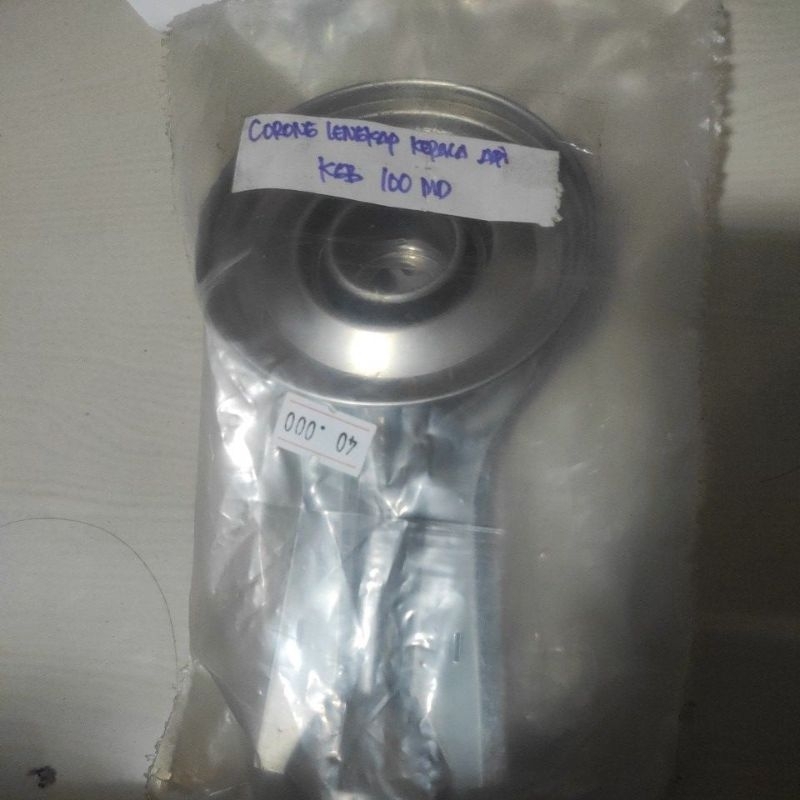 CORONG LENGKAP KEPALA API
KGB 100 MD
40.000